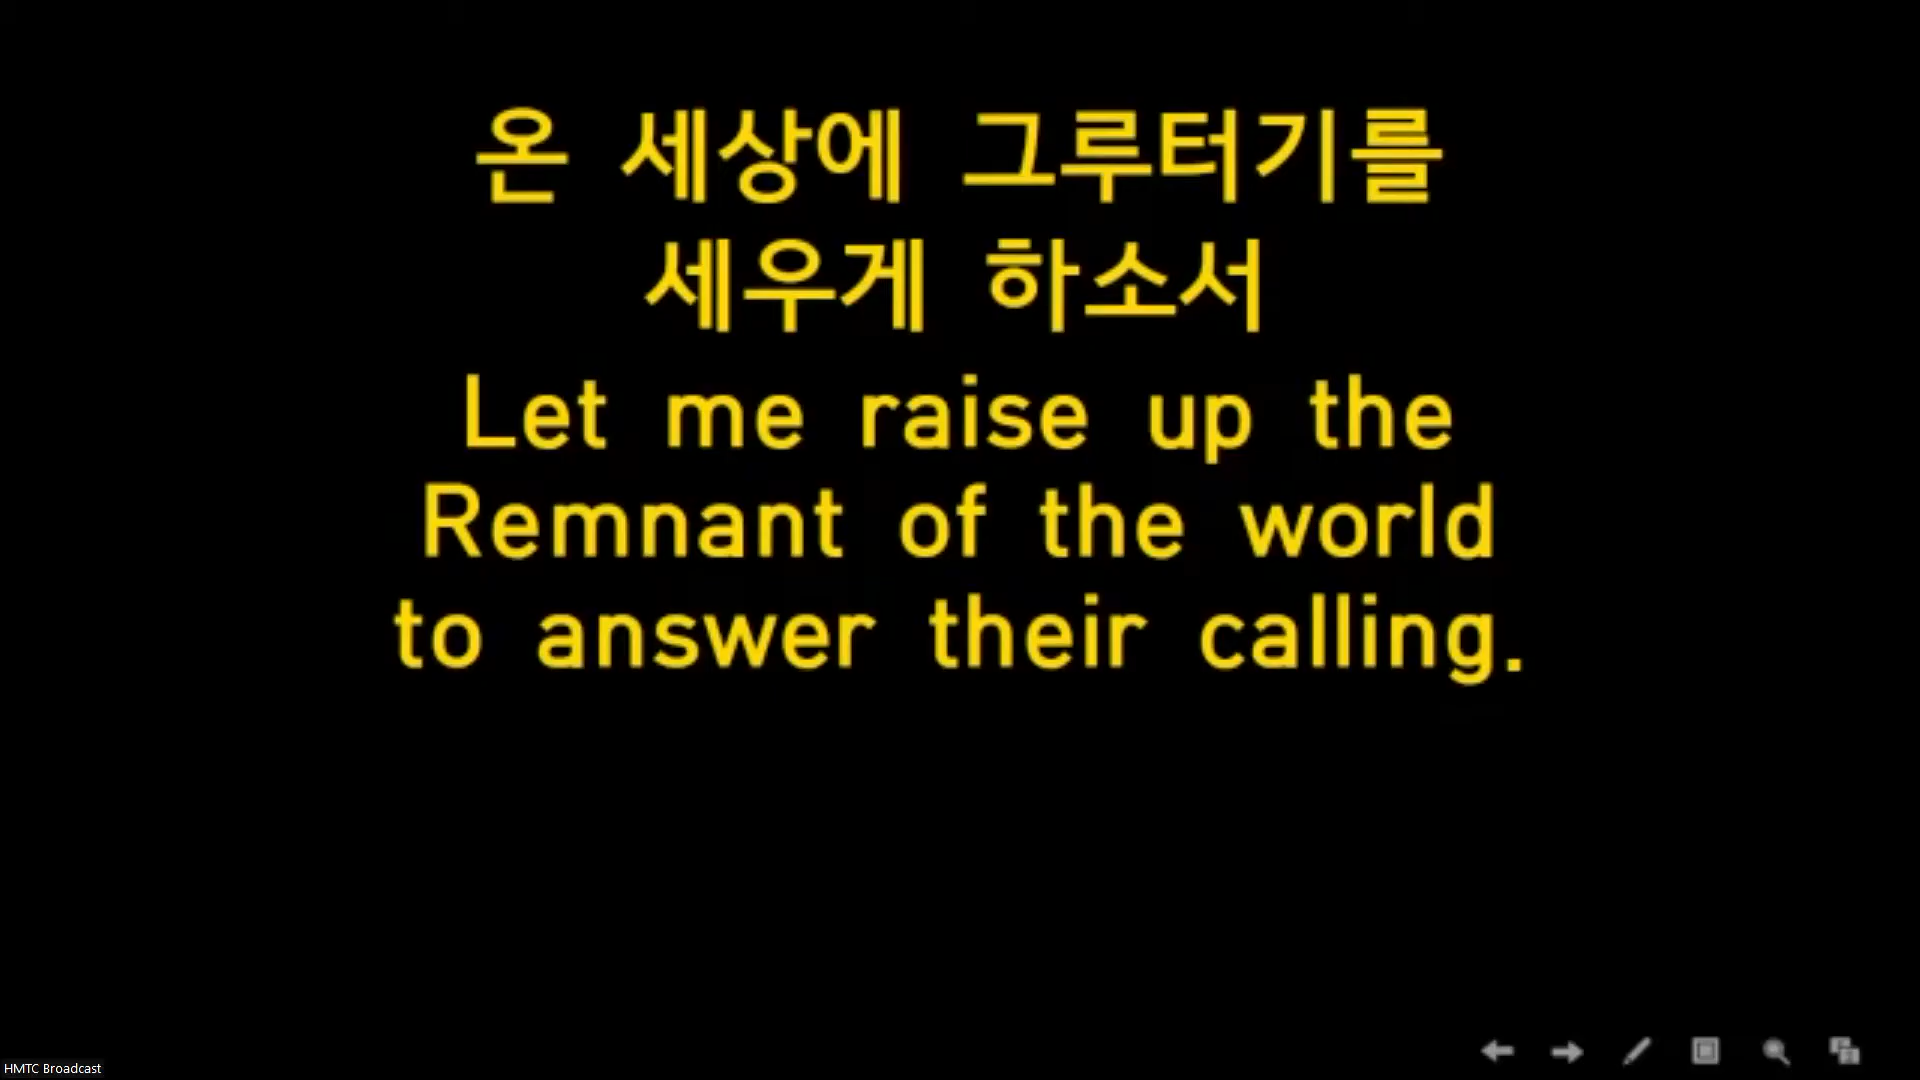 온 세상에 그루터기를
세우게 하소서
Let me raise up the
Remnant of the world
to answer their calling.
HMTC Broadcast